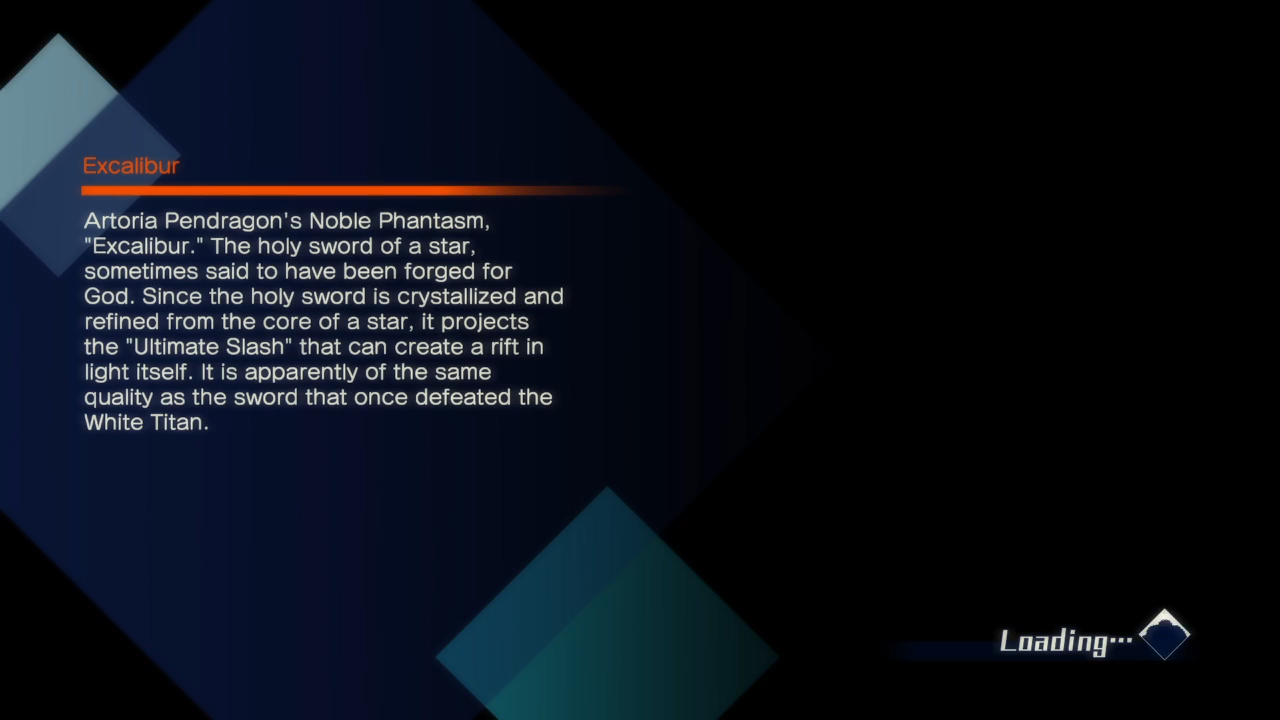 Excalibur
Artoria Pendragon's Noble Phantasm,
"Excalibur." The holy sword of a star,
sometimes said to have been forged for
God. Since the holy sword is crystallized and
refined from the core of a star, it projects
the "Ultimate Slash" that can create a rift in
light itself. It is apparently of the same
quality as the sword that once defeated the
White Titan.
Loading…